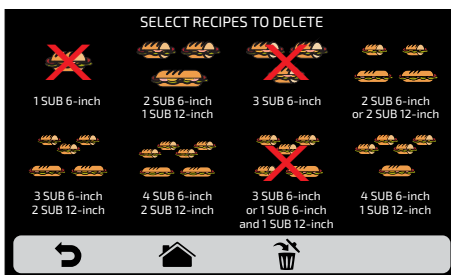 SELECT RECIPES TO DELETE
1 SUB 6-inch
2 SUB 6-inch
1 SUB 12-inch
3 SUB 6-inch
2 SUB 6-inch
or 2 SUB 12-inch
3 SUB 6-inch
2 SUB 12-inch
4 SUB 6-inch
2 SUB 12-inch
3 SUB 6-inch
or 1 SUB 6-inch
and 1 SUB 12-inch
4 SUB 6-inch
1 SUB 12-inch